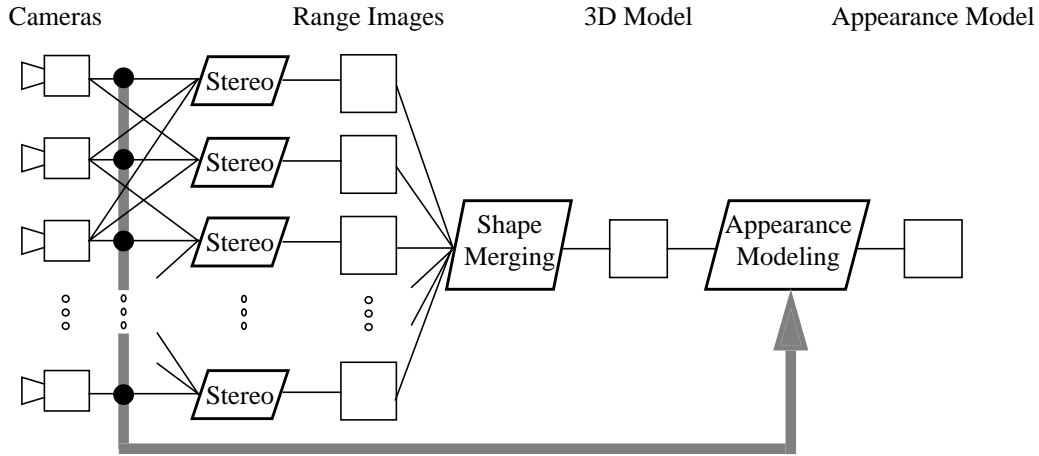 Cameras
Range Images
3D Model
Appearance Model
Stereo
Stereo
Stereo
Stereo
Shape
Merging
Appearance
Modeling